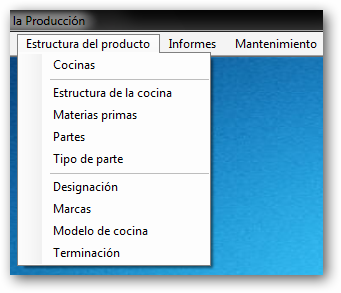 la Producción
Estructura del producto Informes Mantenimiento
Cocinas
Estructura de la cocina
Materias primas
Partes
Tipo de parte
Designación
Marcas
Modelo de cocina
Terminación